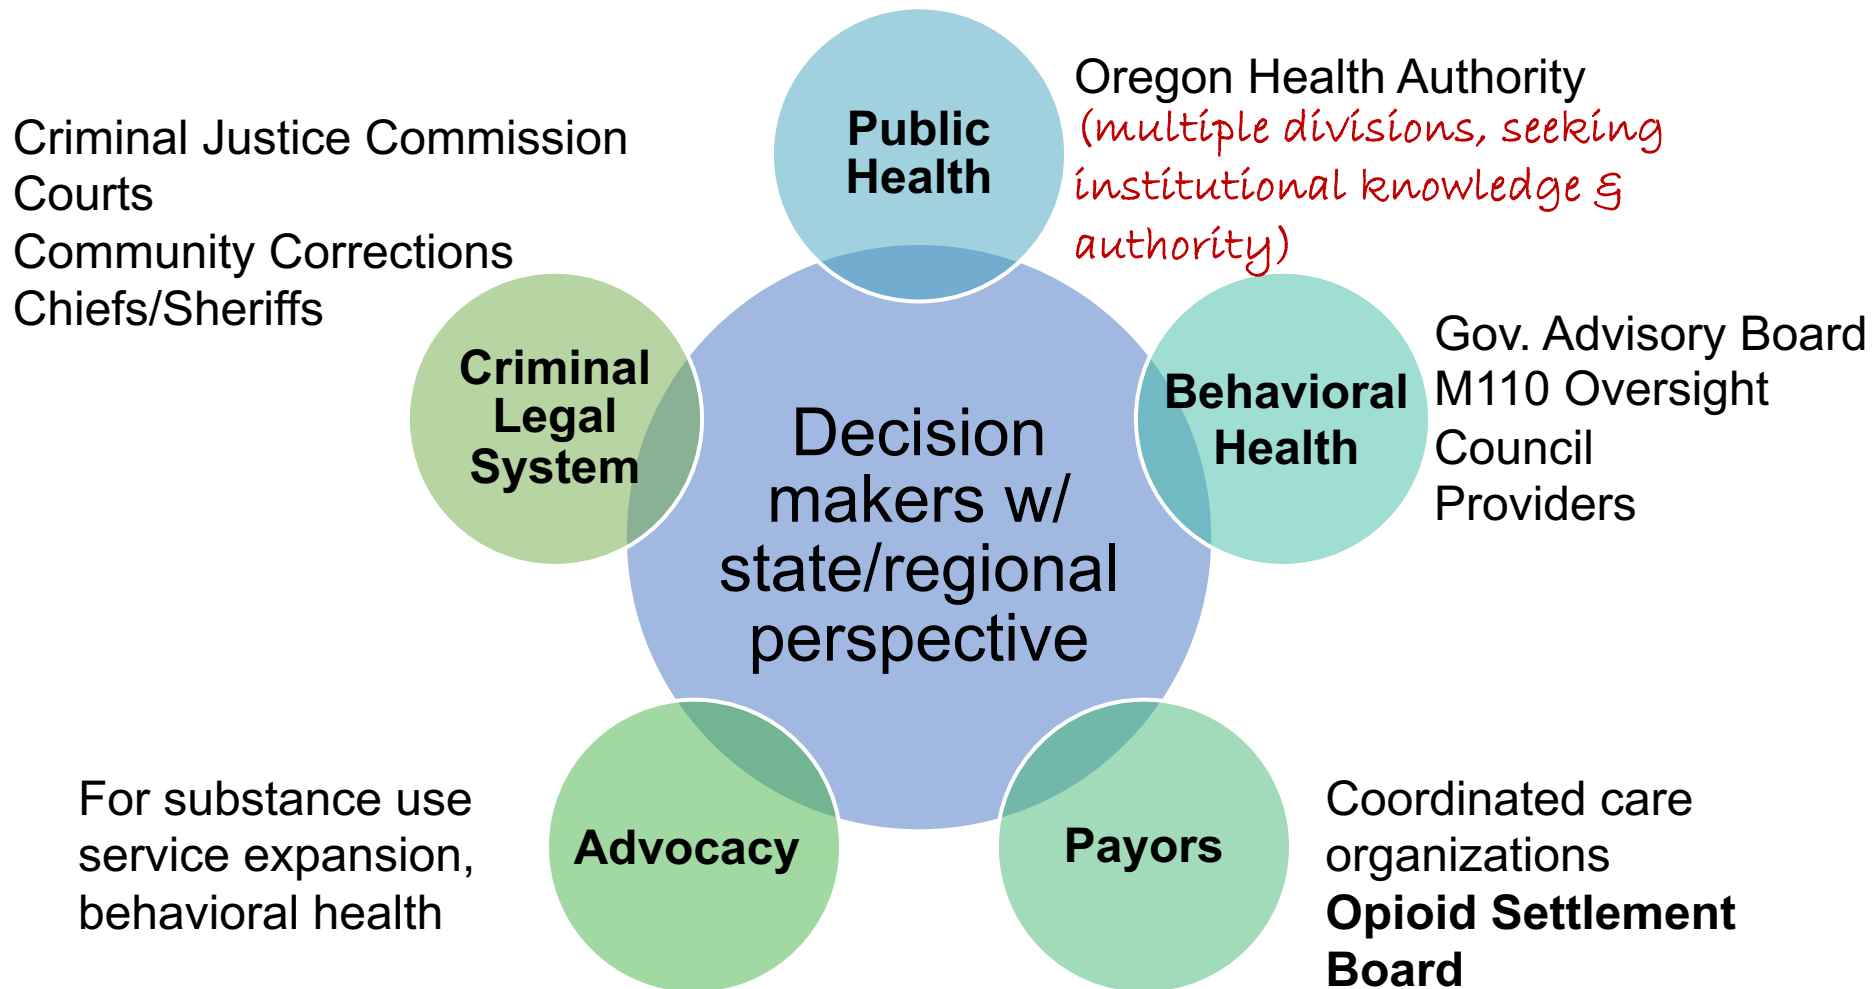 Public
Health
Oregon Health Authority
(multiple divisions, seeking
institutional knowledge &
authority)
Criminal Justice Commission
Courts
Community Corrections
Chiefs/Sheriffs
Criminal
Legal
System
Decision
makers w/
state/regional
perspective
Behavioral
Health
Gov. Advisory Board
M110 Oversight
Council
Providers
For substance use
service expansion,
behavioral health
Advocacy
Payors
Coordinated care
organizations
Opioid Settlement
Board